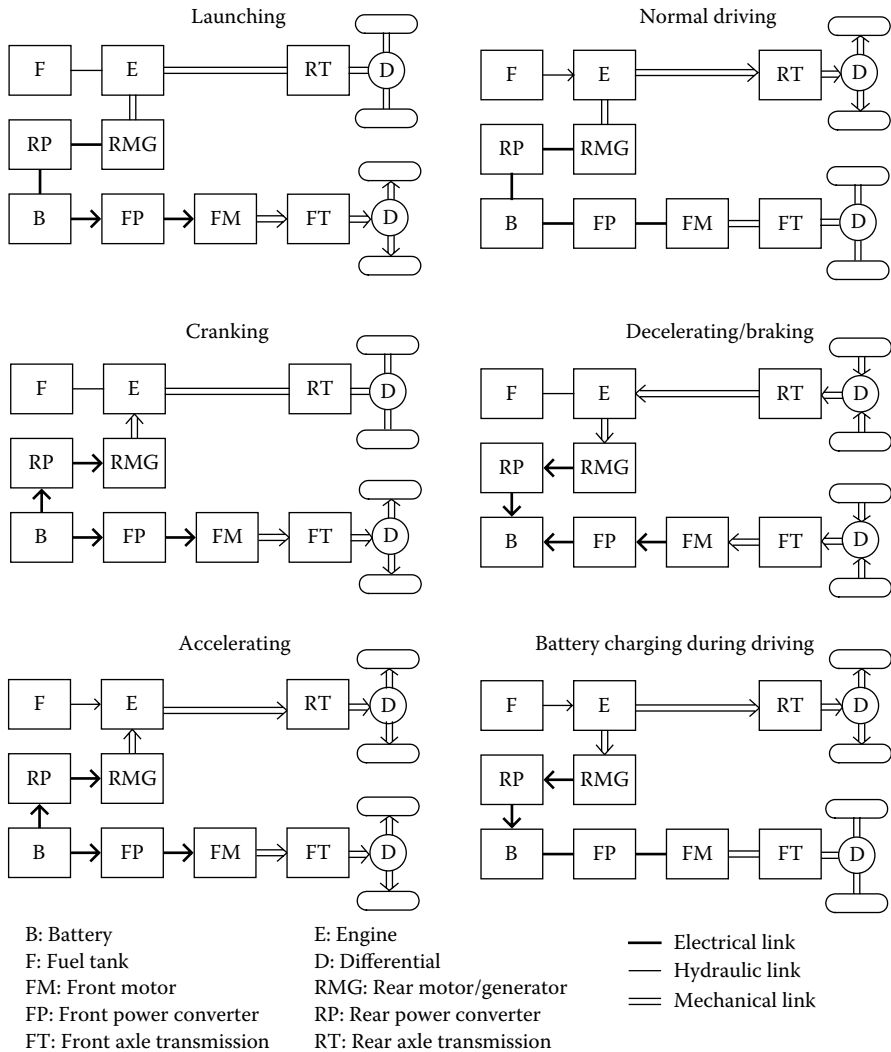 Launching
F E RT D
RP RMG
B FP FM FT D
Normal driving
F E RT D
RP RMG
B FP FM FT D
Cranking
F E RT D
RP RMG
B FP FM FT D
Decelerating/braking
F E RT D
RP RMG
B FP FM FT D
Accelerating
F E RT D
RP RMG
B FP FM FT D
Battery charging during driving
F E RT D
RP RMG
B FP FM FT D
B: Battery
F: Fuel tank
FM: Front motor
FP: Front power converter
FT: Front axle transmission
E: Engine
D: Differential
RMG: Rear motor/generator
RP: Rear power converter
RT: Rear axle transmission
Electrical link
Hydraulic link
Mechanical link